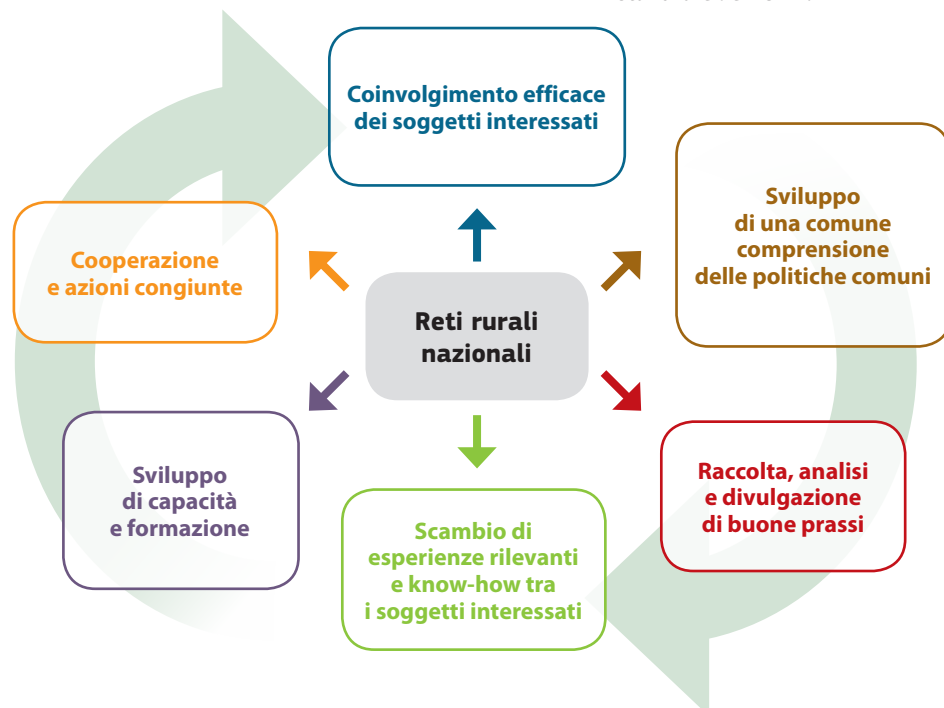 Coinvolgimento efficace
dei soggetti interessati
Sviluppo
di una comune
comprensione
delle politiche comuni
Cooperazione
e azioni congiunte
Reti rurali
nazionali
Raccolta, analisi
e divulgazione
di buone prassi
Sviluppo
di capacità
e formazione
Scambio di
esperienze rilevanti
e know-how tra
i soggetti interessati